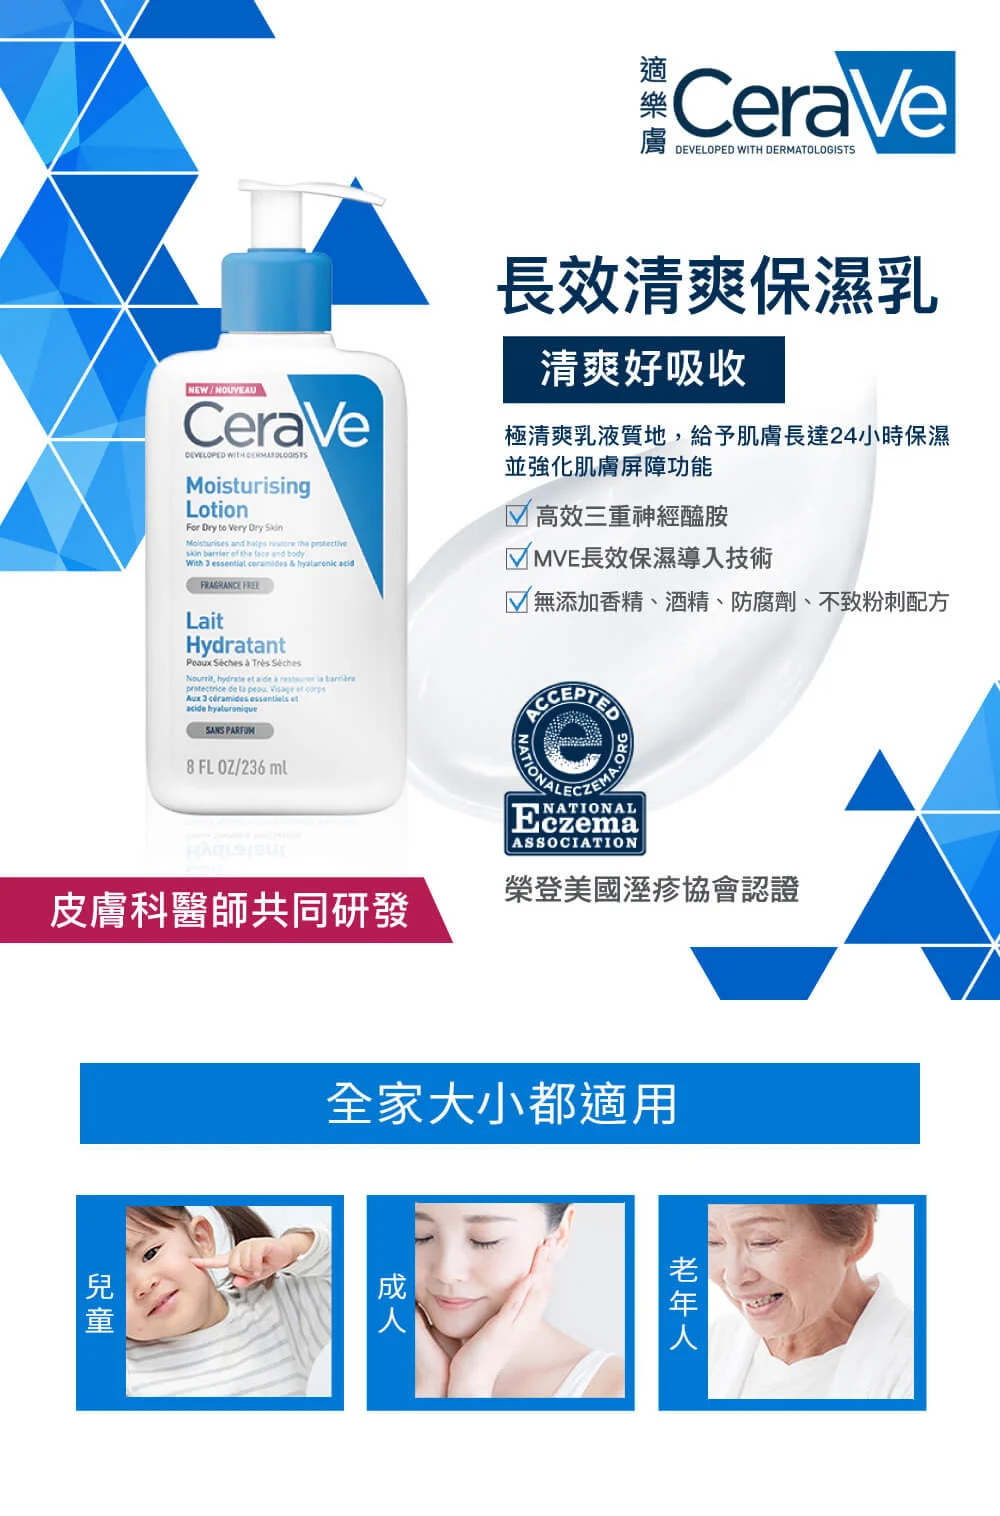 適樂膚
CeraVe
DEVELOPED WITH DERMATOLOGISTS
長效清爽保濕乳
清爽好吸收
極清爽乳液質地，給予肌膚長達24小時保濕
並強化肌膚屏障功能
高效三重神經醯胺
MVE長效保濕導入技術
無添加香精、酒精、防腐劑、不致粉刺配方
NEW / NOUVEAU
CeraVe
DEVELOPED WITH DERMATOLOGISTS
Moisturising
Lotion
For Dry to Very Dry Skin
Moisturises and helps restore the protective
skin barrier of the face and body
With 3 essential ceramides & hyaluronic acid
FRAGRANCE FREE
Lait
Hydratant
Peaux Sèches à Très Sèches
Nourrit, hydrate et aide à restaurer la barrière
protectrice de la peau. Visage et corps
Aux 3 céramides essentiels et
acide hyaluronique
SANS PARFUM
8 FL OZ/236 ml
ACCEPTED
NATIONALECZEMA.ORG
NATIONAL
Eczema
ASSOCIATION
榮登美國溼疹協會認證
皮膚科醫師共同研發
全家大小都適用
兒童
成人
老年人